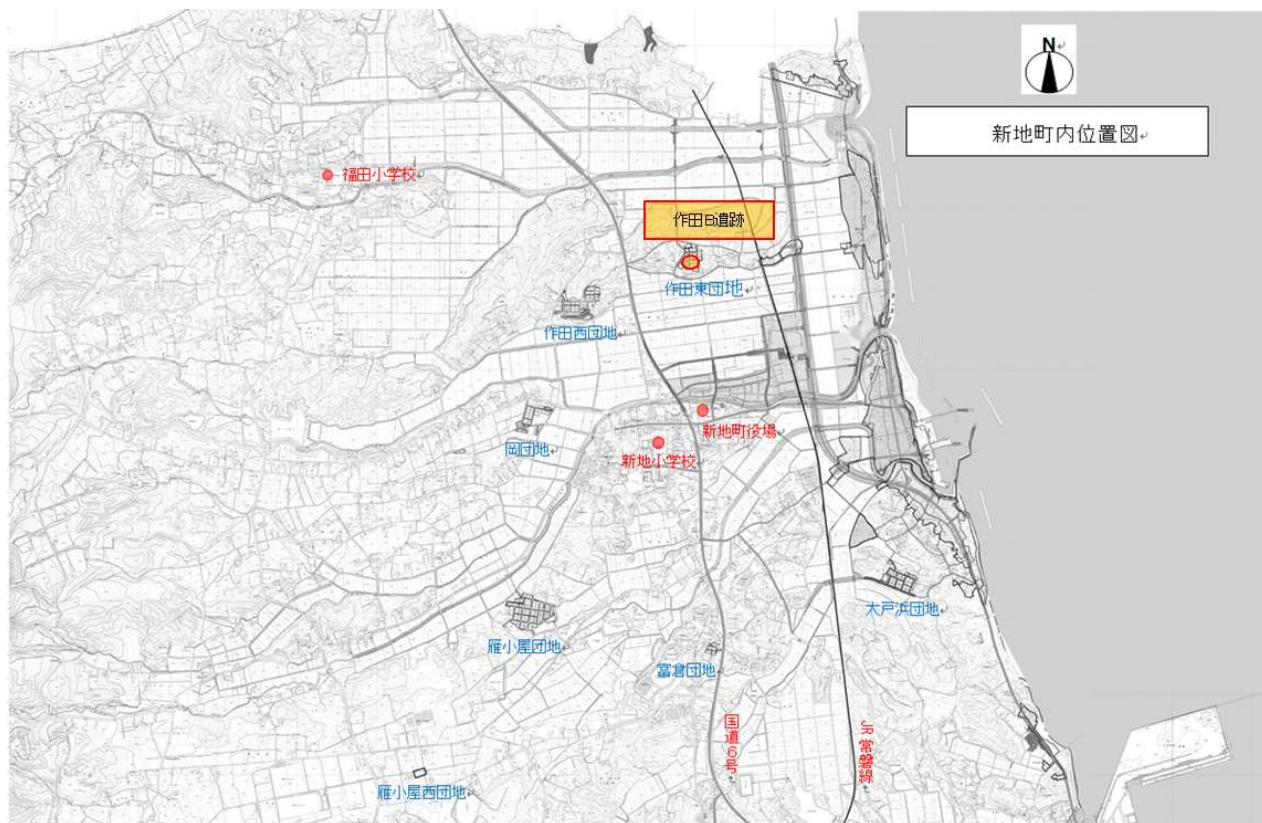 N
新地町内位置図
福田小学校
作田B遺跡
作田東団地
作田西団地
新地町役場
岡団地
新地小学校
大戸浜団地
雁小屋団地
富倉団地
国道6号
JR常磐線
雁小屋西団地